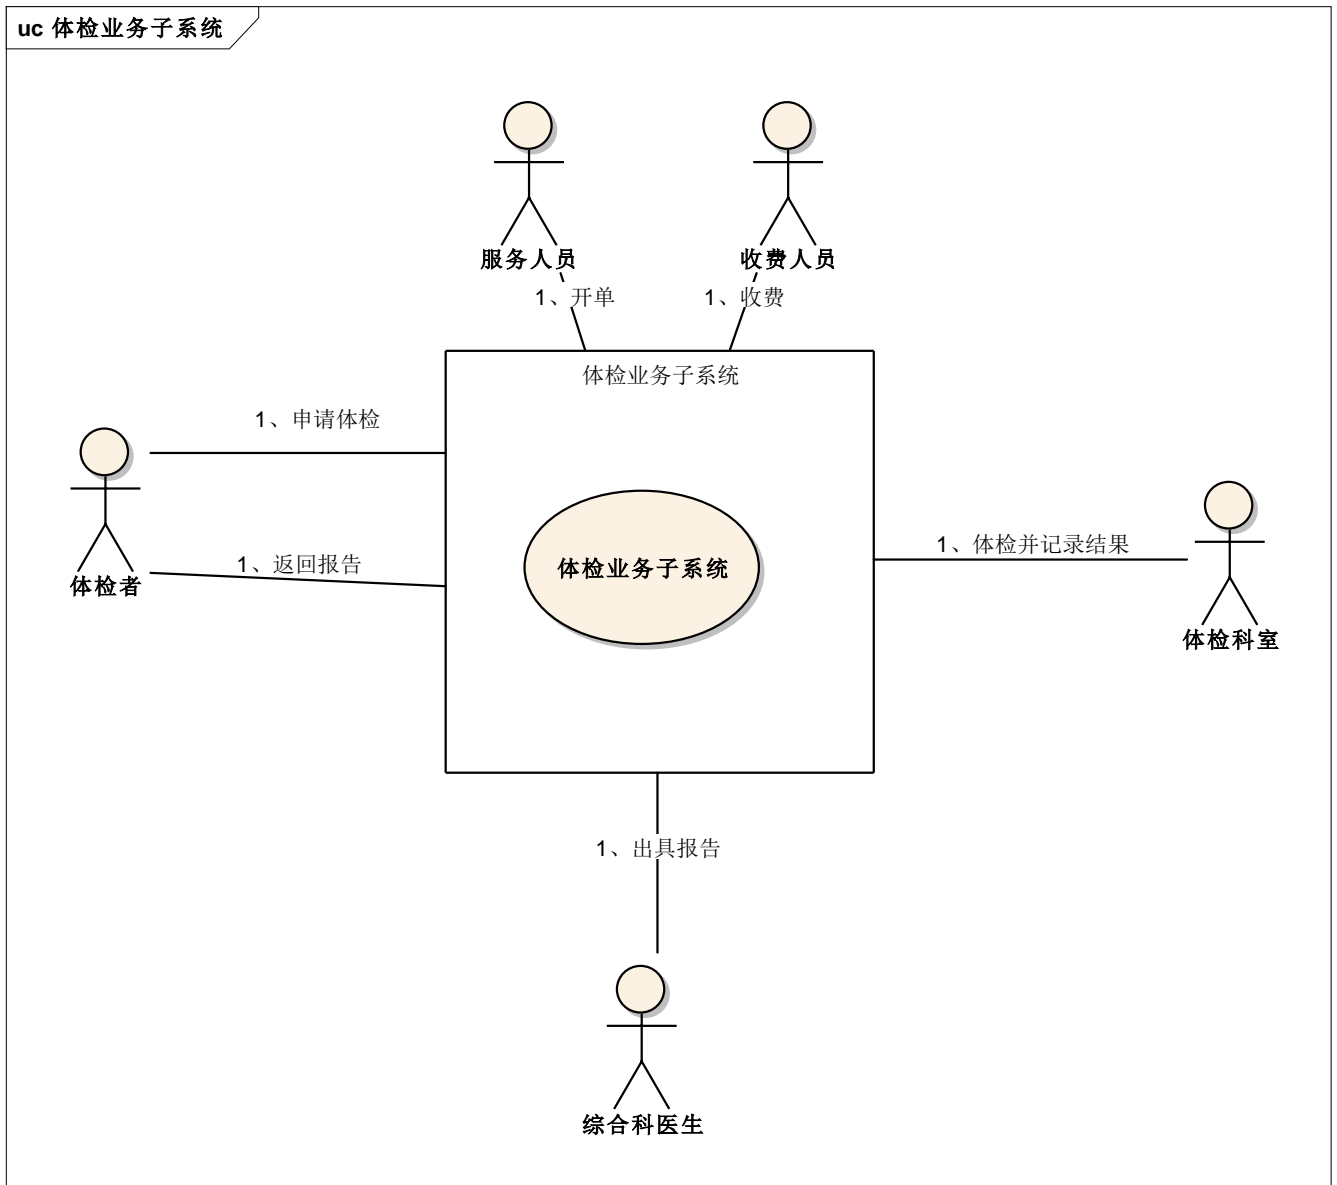 uc 体检业务子系统
服务人员
收费人员
1、开单
1、收费
体检业务子系统
1、申请体检
1、返回报告
体检者
体检业务子系统
1、体检并记录结果
体检科室
1、出具报告
综合科医生